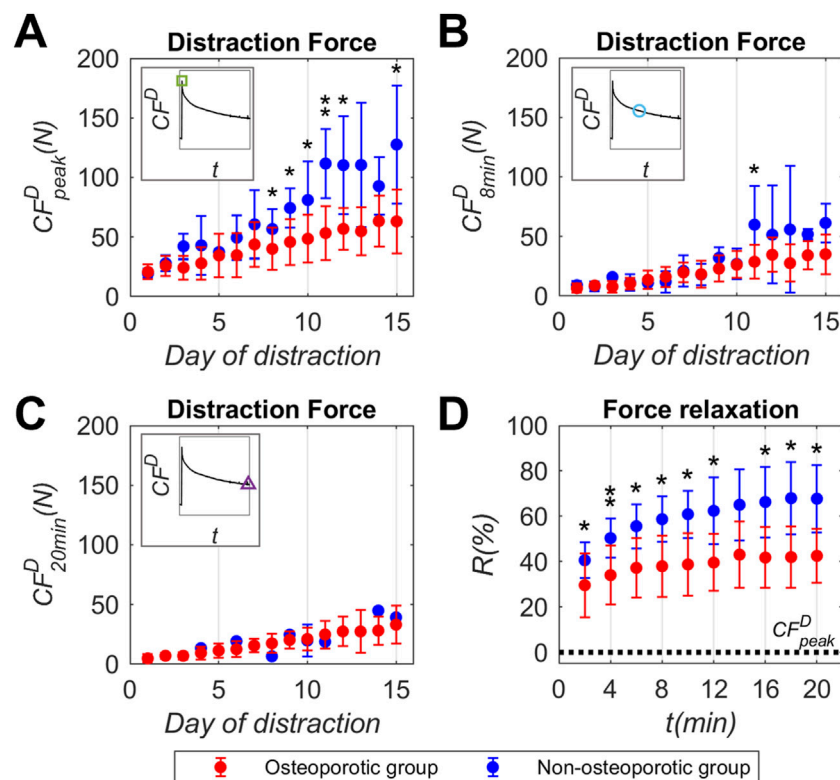 A
Distraction Force
200
150
100
50
0
CF^D_peak(N)
CF^D
t
*
*
*
**
*
*
0
5
10
15
Day of distraction
B
Distraction Force
200
150
100
50
0
CF^D_8min(N)
CF^D
t
*
0
5
10
15
Day of distraction
C
Distraction Force
200
150
100
50
0
CF^D_20min(N)
CF^D
t
0
5
10
15
Day of distraction
D
Force relaxation
100
80
60
40
20
0
R(%)
*
**
*
*
*
*
*
*
*
CF^D_peak
0
4
8
12
16
20
t(min)
Osteoporotic group
Non-osteoporotic group